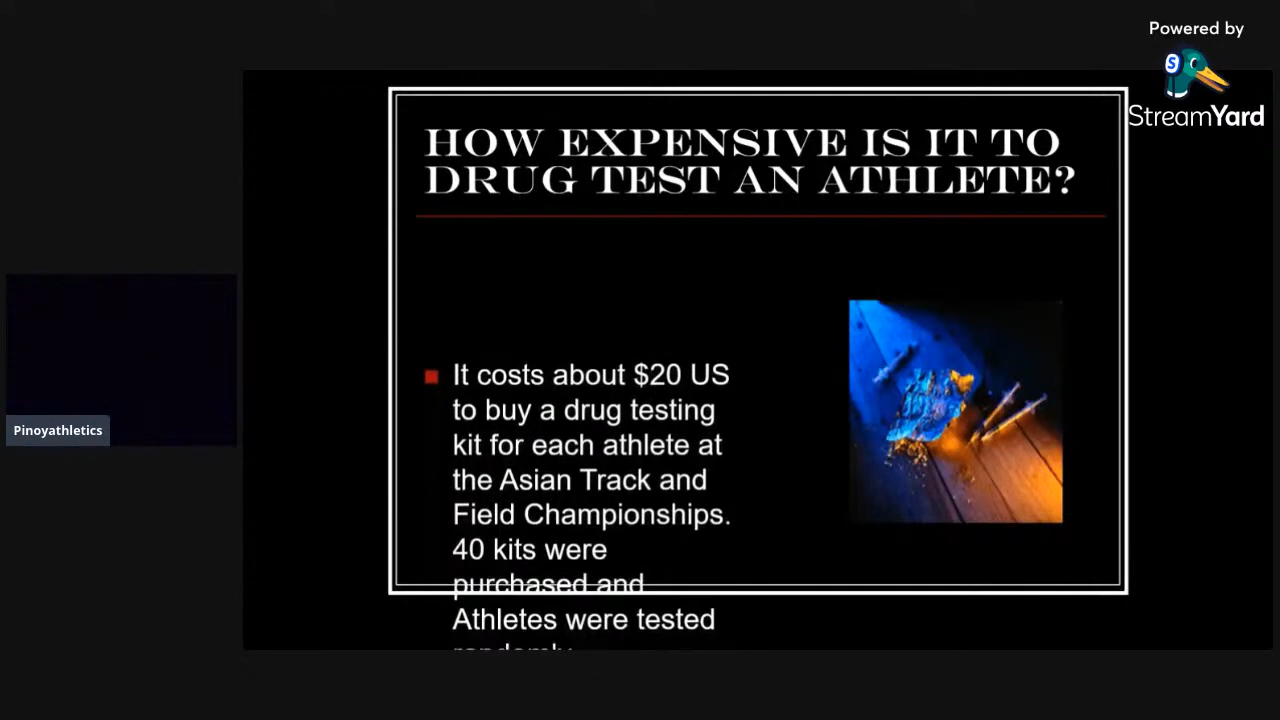 Powered by
StreamYard
HOW EXPENSIVE IS IT TO
DRUG TEST AN ATHLETE?
It costs about $20 US
to buy a drug testing
kit for each athlete at
the Asian Track and
Field Championships.
40 kits were
purchased and
Athletes were tested
randomly
Pinoyathletics